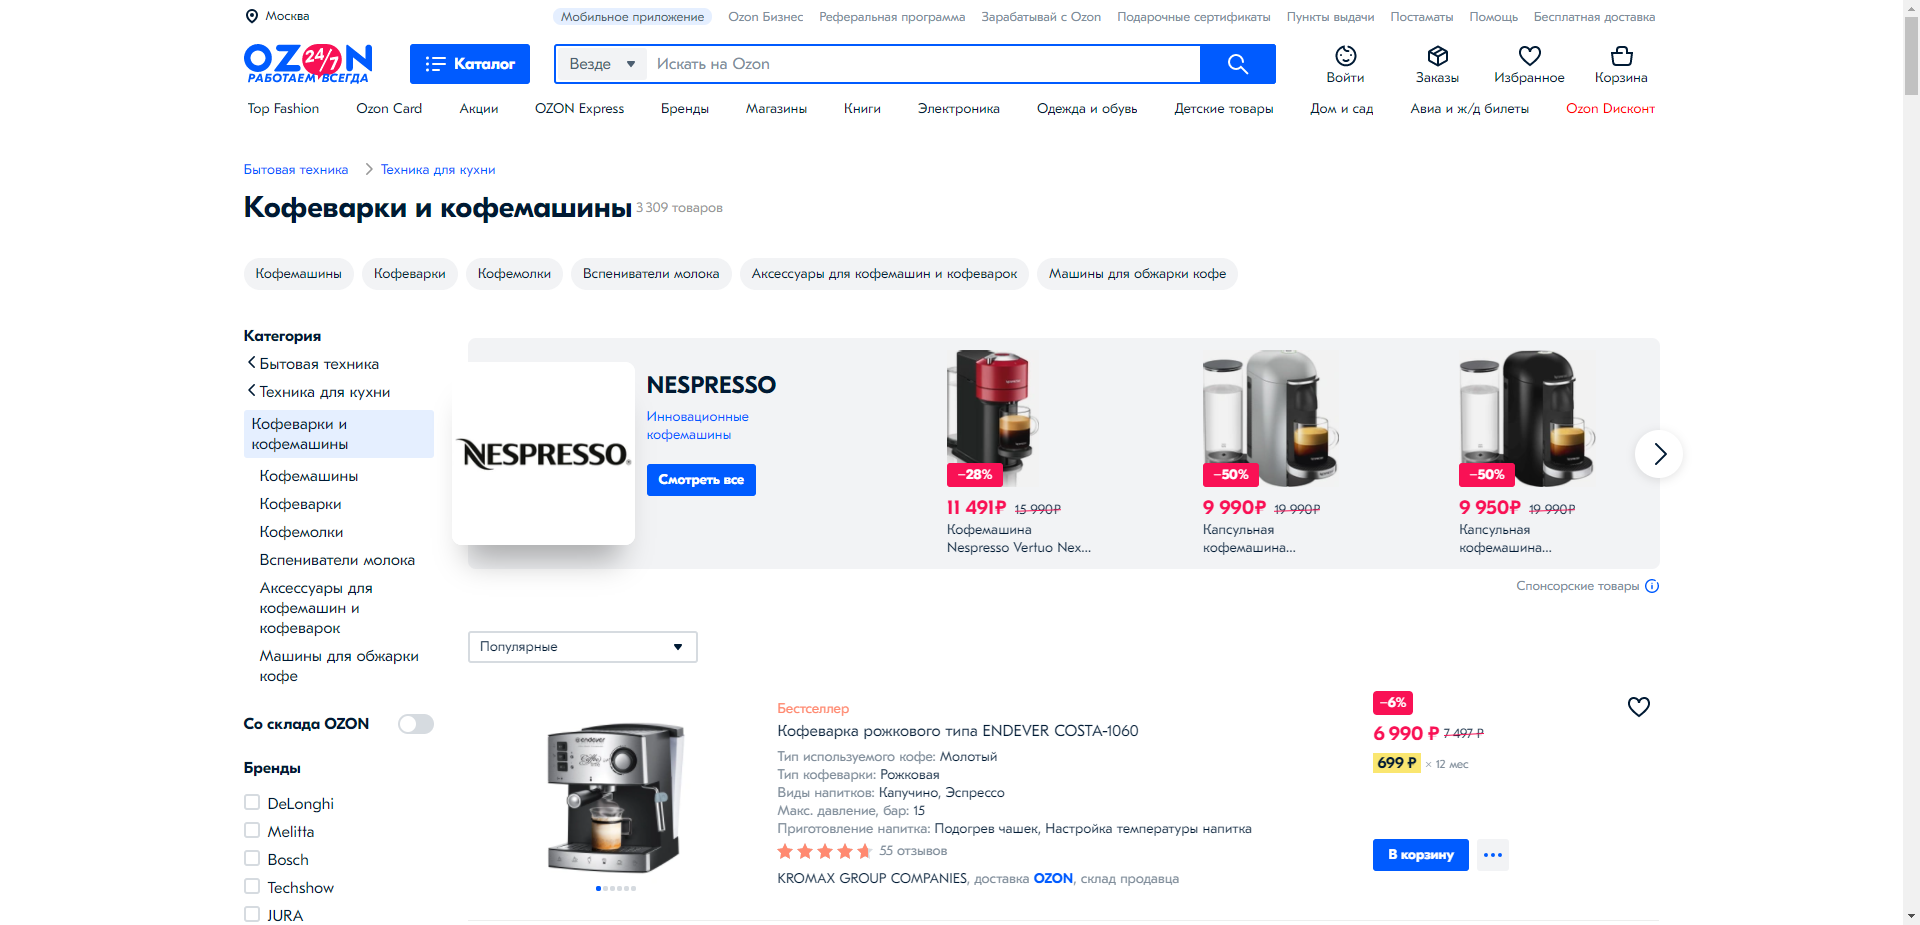 Москва
Мобильное приложение Ozon Бизнес Реферальная программа Зарабатывай с Ozon Подарочные сертификаты Пункты выдачи Постаматы Помощь Бесплатная доставка
OZON 24/7
РАБОТАЕМ ВСЕГДА
Каталог
Везде
Искать на Ozon
Войти
Заказы
Избранное
Корзина
Top Fashion Ozon Card Акции OZON Express Бренды Магазины Книги Электроника Одежда и обувь Детские товары Дом и сад Авиа и ж/д билеты Ozon Dисконт
Бытовая техника Техника для кухни
Кофеварки и кофемашины 3 309 товаров
Кофемашины Кофеварки Кофемолки Вспениватели молока Аксессуары для кофемашин и кофеварок Машины для обжарки кофе
Категория
Бытовая техника
Техника для кухни
Кофеварки и
кофемашины
Кофемашины
Кофеварки
Кофемолки
Вспениватели молока
Аксессуары для
кофемашин и
кофеварок
Машины для обжарки
кофе
Со склада OZON
Бренды
DeLonghi
Melitta
Bosch
Techshow
JURA
NESPRESSO®
NESPRESSO
Инновационные
кофемашины
Смотреть все
−28%
11 491₽ 15 990₽
Кофемашина
Nespresso Vertuo Nex...
−50%
9 990₽ 19 990₽
Капсульная
кофемашина...
−50%
9 950₽ 19 990₽
Капсульная
кофемашина...
Спонсорские товары
Популярные
endever
Бестселлер
Кофеварка рожкового типа ENDEVER COSTA-1060
Тип используемого кофе: Молотый
Тип кофеварки: Рожковая
Виды напитков: Капучино, Эспрессо
Макс. давление, бар: 15
Приготовление напитка: Подогрев чашек, Настройка температуры напитка
55 отзывов
KROMAX GROUP COMPANIES, доставка OZON, склад продавца
−6%
6 990 ₽ 7 497 ₽
699 ₽ × 12 мес
В корзину